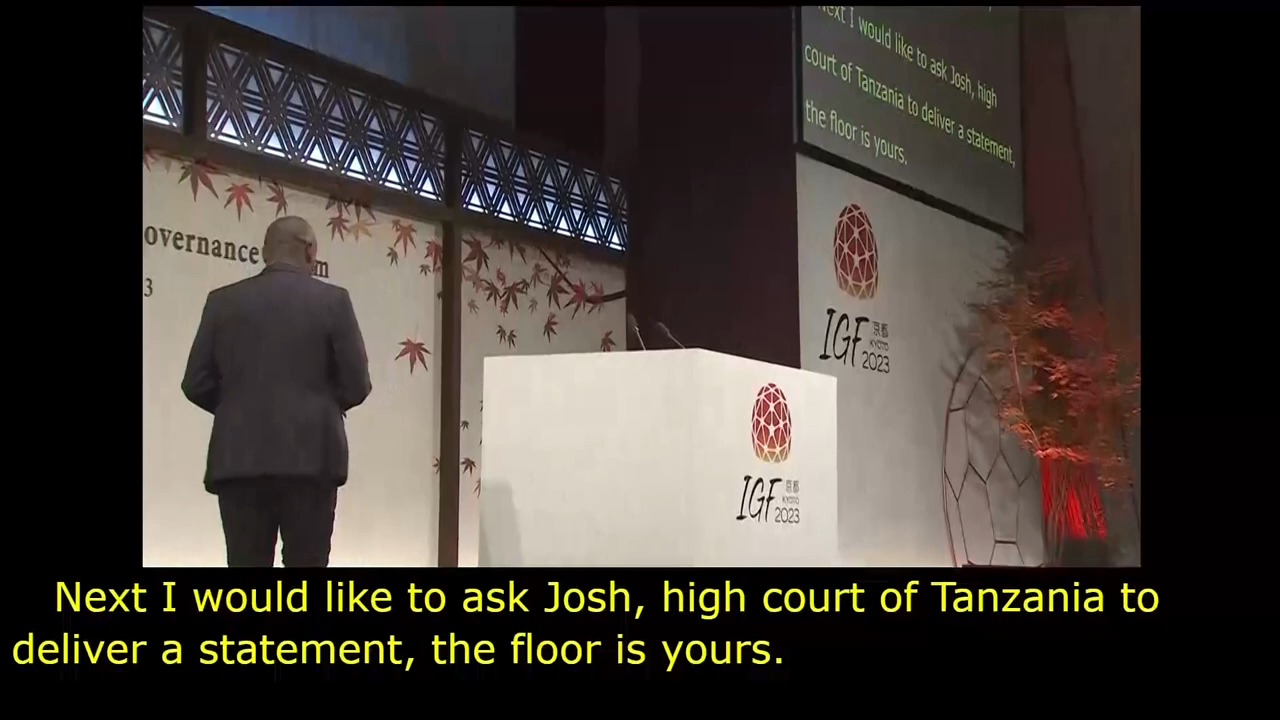 Next I would like to ask Josh, high
court of Tanzania to deliver a statement,
the floor is yours.
overnance
m
3
IGF 京都
KYOTO
2023
IGF 京都
KYOTO
2023
Next I would like to ask Josh, high court of Tanzania to
deliver a statement, the floor is yours.